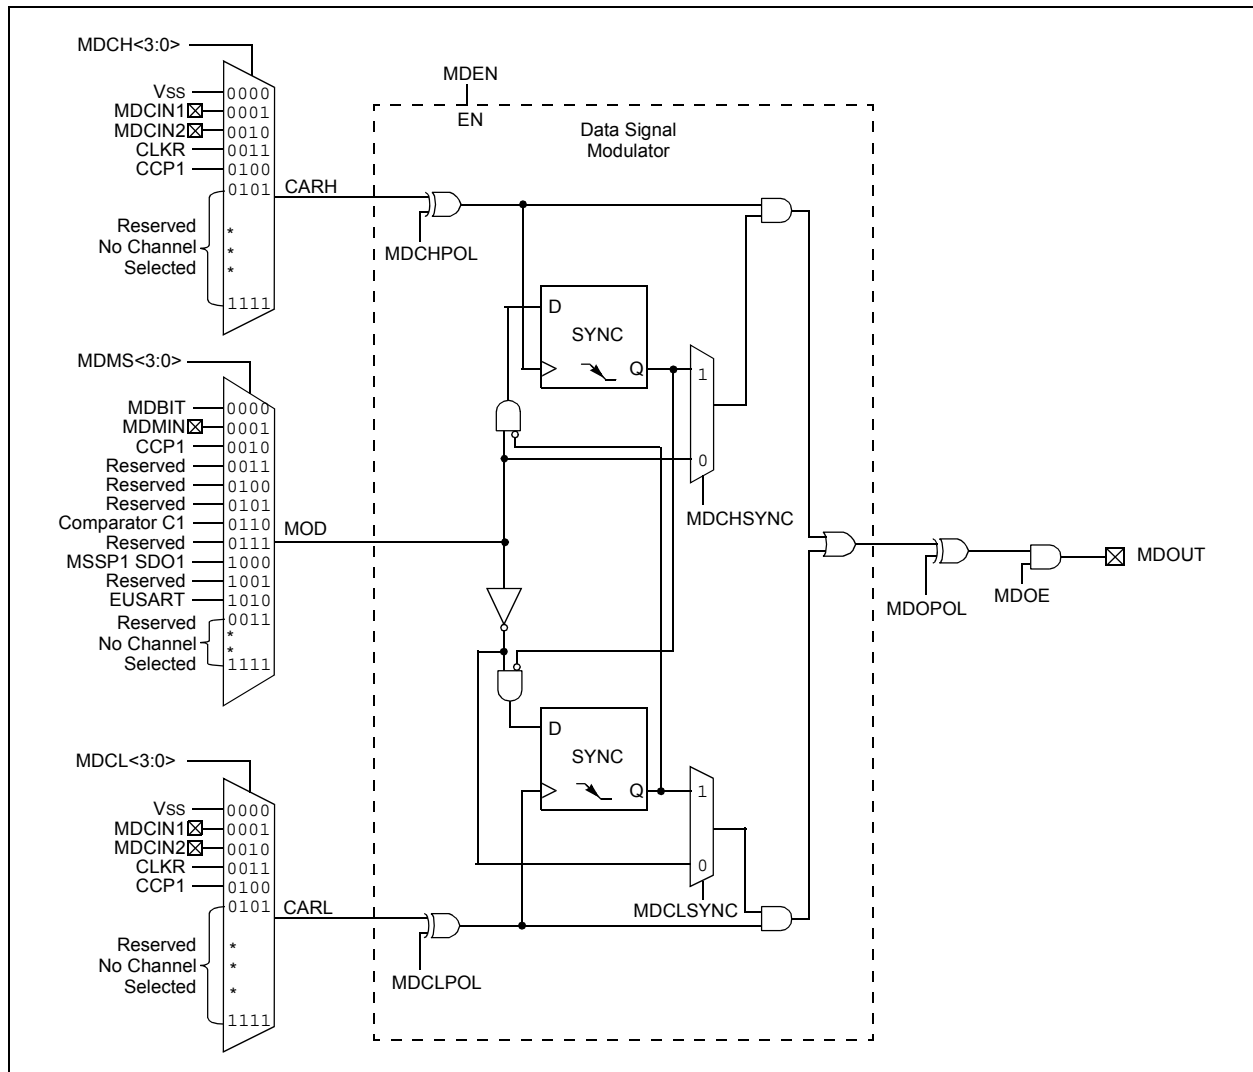 MDCH<3:0>
VSS 0000
MDCIN1 0001
MDCIN2 0010
CLKR 0011
CCP1 0100
0101
Reserved *
No Channel *
Selected *
1111
CARH
MDCHPOL
MDEN
EN
Data Signal
Modulator
D
SYNC
Q
1
0
MDCHSYNC
MDMS<3:0>
MDBIT 0000
MDMIN 0001
CCP1 0010
Reserved 0011
Reserved 0100
Reserved 0101
Comparator C1 0110
Reserved 0111
MSSP1 SDO1 1000
Reserved 1001
EUSART 1010
Reserved 0011
No Channel *
*
Selected 1111
MOD
MDOPOL
MDOE
MDOUT
MDCL<3:0>
VSS 0000
MDCIN1 0001
MDCIN2 0010
CLKR 0011
CCP1 0100
0101
Reserved *
No Channel *
Selected *
1111
CARL
MDCLPOL
D
SYNC
Q
1
0
MDCLSYNC